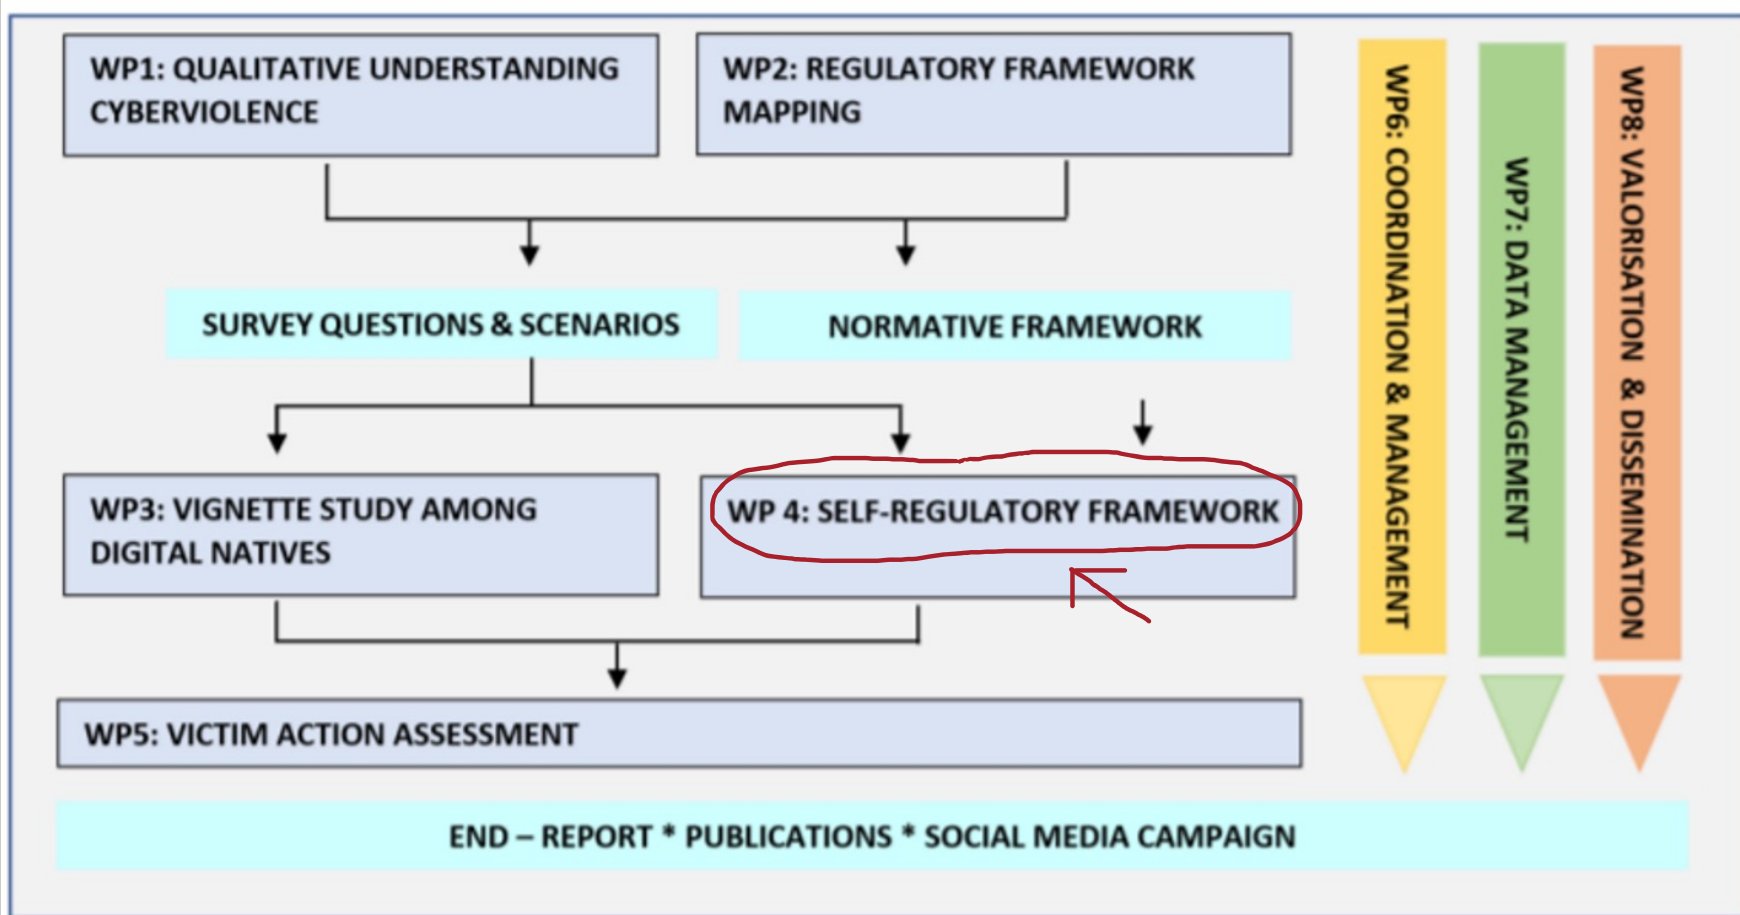 WP1: QUALITATIVE UNDERSTANDING
CYBERVIOLENCE
WP2: REGULATORY FRAMEWORK
MAPPING
SURVEY QUESTIONS & SCENARIOS
NORMATIVE FRAMEWORK
WP3: VIGNETTE STUDY AMONG
DIGITAL NATIVES
WP 4: SELF-REGULATORY FRAMEWORK
WP5: VICTIM ACTION ASSESSMENT
END – REPORT * PUBLICATIONS * SOCIAL MEDIA CAMPAIGN
WP6: COORDINATION & MANAGEMENT
WP7: DATA MANAGEMENT
WP8: VALORISATION & DISSEMINATION